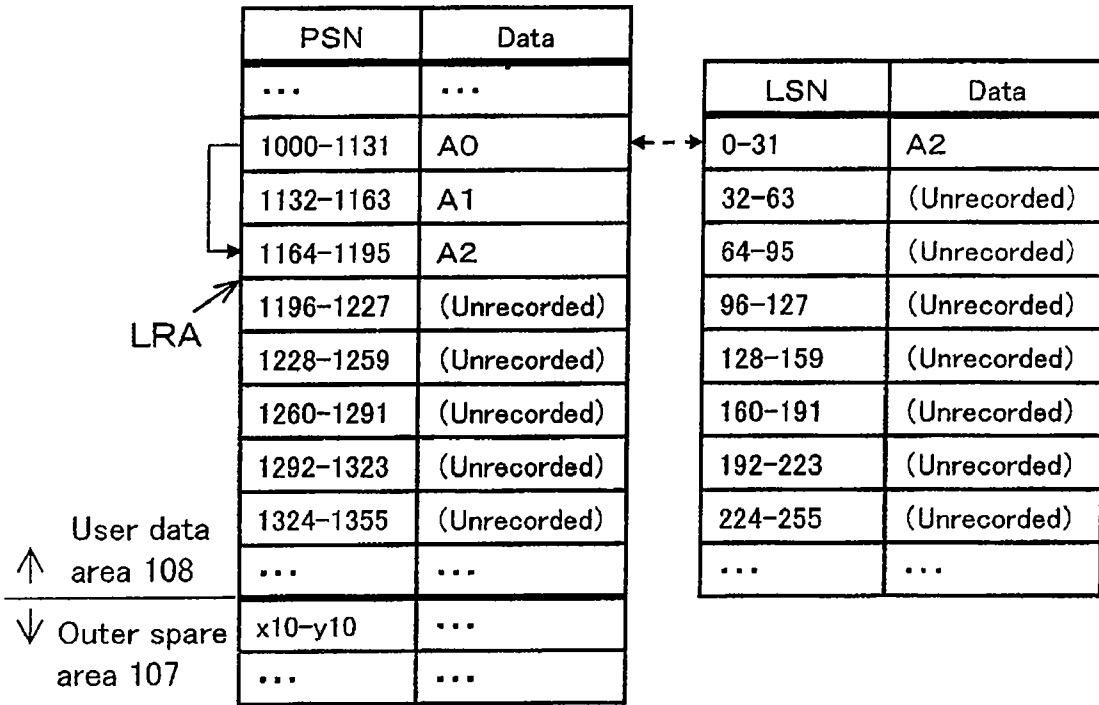 PSN Data
... ...
1000-1131 A0
1132-1163 A1
1164-1195 A2
1196-1227 (Unrecorded)
1228-1259 (Unrecorded)
1260-1291 (Unrecorded)
1292-1323 (Unrecorded)
1324-1355 (Unrecorded)
... ...
x10-y10 ...
... ...
LRA
User data
area 108
Outer spare
area 107
LSN Data
0-31 A2
32-63 (Unrecorded)
64-95 (Unrecorded)
96-127 (Unrecorded)
128-159 (Unrecorded)
160-191 (Unrecorded)
192-223 (Unrecorded)
224-255 (Unrecorded)
... ...